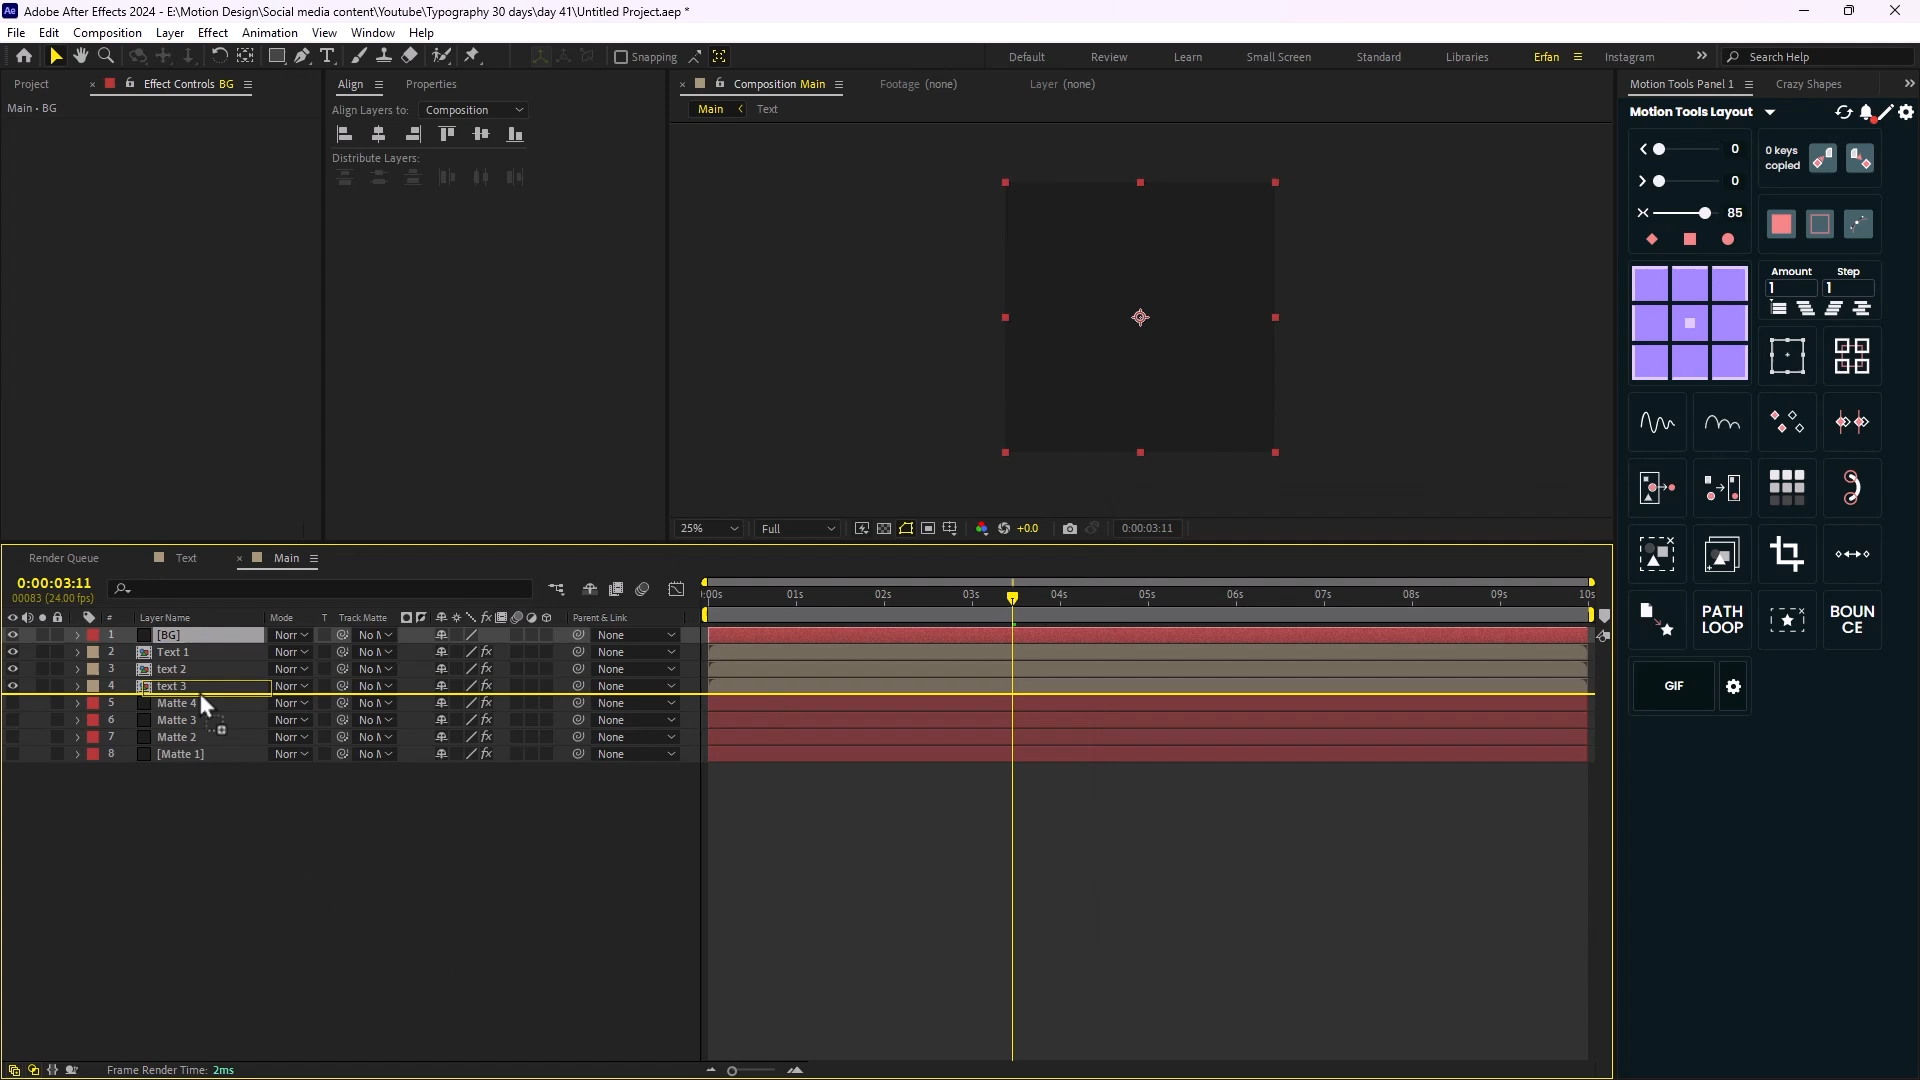 Adobe After Effects 2024 - E:\Motion Design\Social media content\Youtube\Typography 30 days\day 41\Untitled Project.aep *
File Edit Composition Layer Effect Animation View Window Help
Snapping Default Review Learn Small Screen Standard Libraries Erfan Instagram Search Help
Project Effect Controls BG Align Properties Composition Main Footage (none) Layer (none) Motion Tools Panel 1 Crazy Shapes
Main • BG
Align Layers to: Composition
Main Text
Motion Tools Layout
Distribute Layers:
0
0 keys copied
0
85
Amount Step
1 1
PATH LOOP
BOUN CE
GIF
25% Full +0.0 0:00:03:11
Render Queue Text Main
0:00:03:11
00083 (24.00 fps)
:00s 01s 02s 03s 04s 05s 06s 07s 08s 09s 10s
# Layer Name Mode T Track Matte Parent & Link
1 [BG] Norr No M None
2 Text 1 Norr No M None
3 text 2 Norr No M None
4 text 3 Norr No M None
5 Matte 4 Norr No M None
6 Matte 3 Norr No M None
7 Matte 2 Norr No M None
8 [Matte 1] Norr No M None
Frame Render Time: 2ms